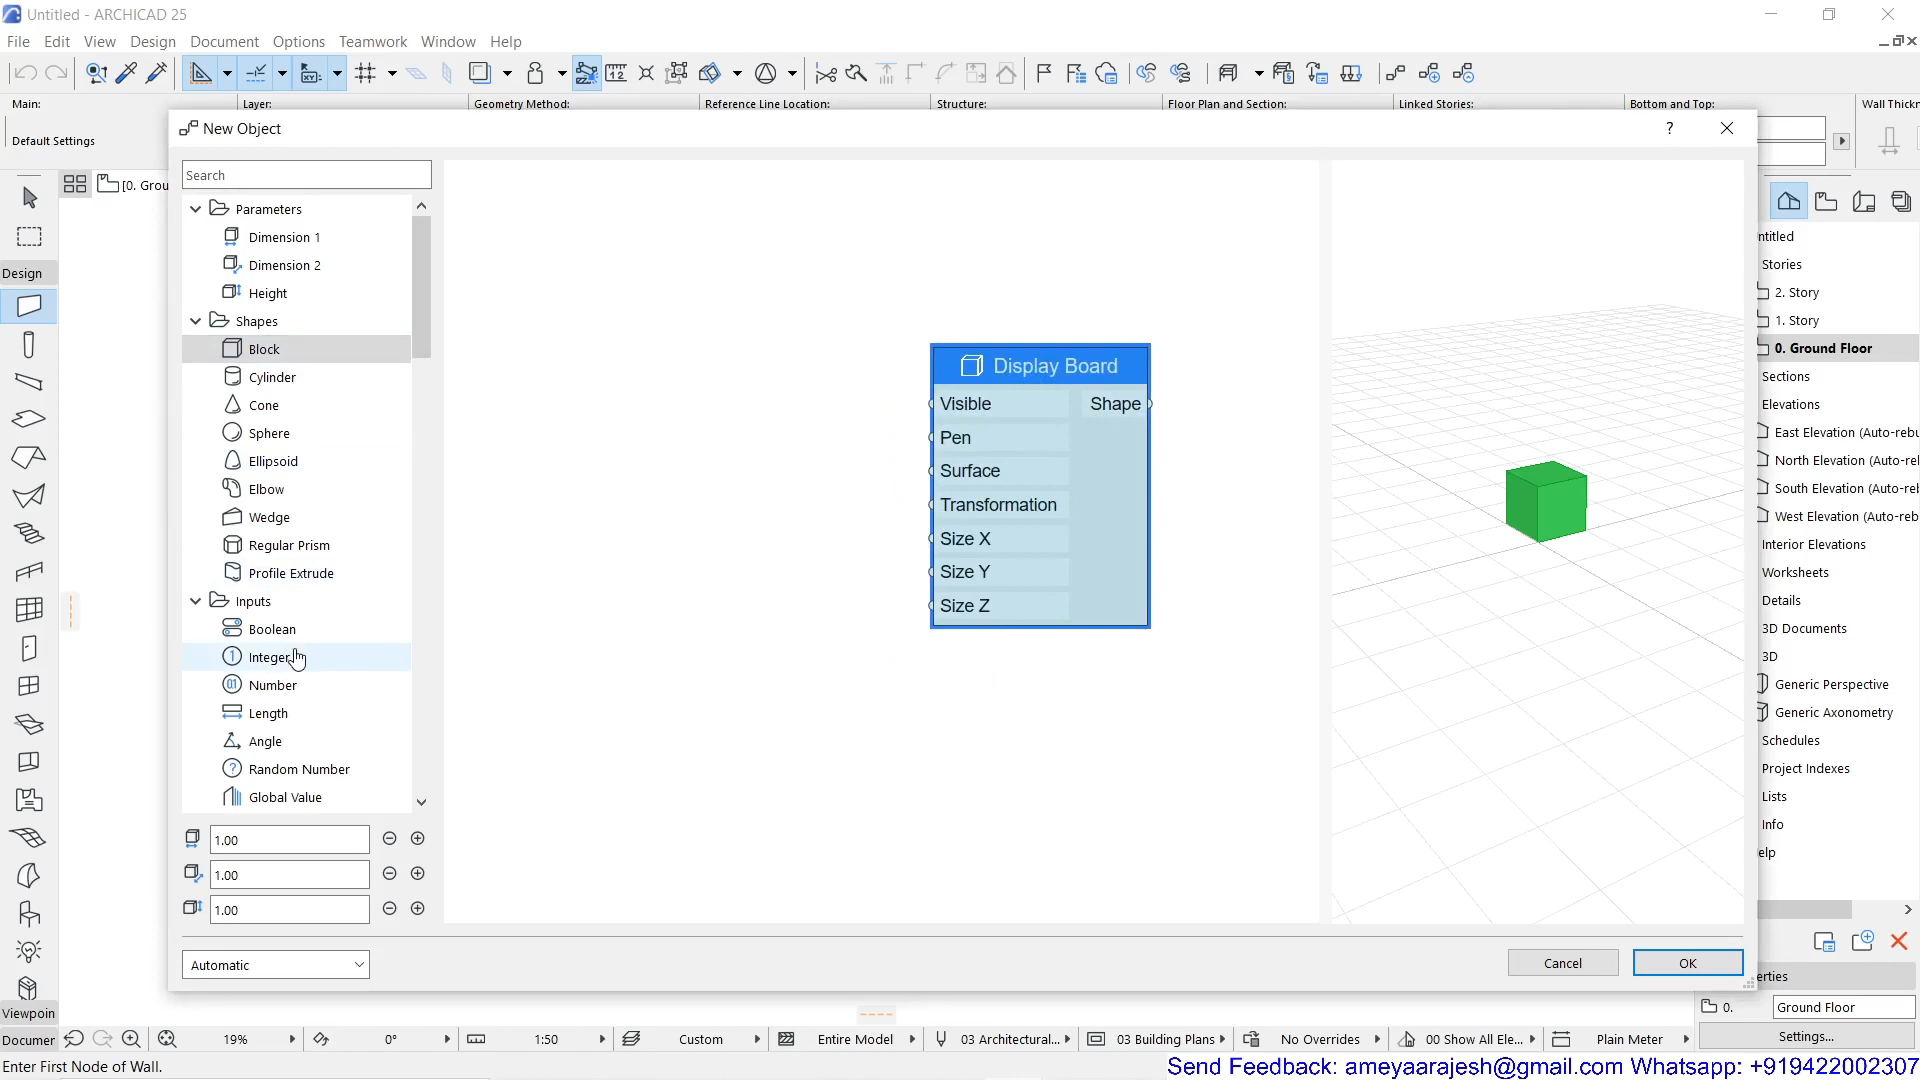 Untitled - ARCHICAD 25
File Edit View Design Document Options Teamwork Window Help
Main: Layer: Geometry Method: Reference Line Location: Structure: Floor Plan and Section: Linked Stories: Bottom and Top: Wall Thickn
Default Settings
New Object
[0. Grou
Search
Parameters
Dimension 1
Dimension 2
Height
Shapes
Block
Cylinder
Cone
Sphere
Ellipsoid
Elbow
Wedge
Regular Prism
Profile Extrude
Inputs
Boolean
Integer
Number
Length
Angle
Random Number
Global Value
1.00
1.00
1.00
Automatic
Display Board
Visible Shape
Pen
Surface
Transformation
Size X
Size Y
Size Z
Cancel OK
Design
Viewpoin
Documer
ntitled
Stories
2. Story
1. Story
0. Ground Floor
Sections
Elevations
East Elevation (Auto-rebu
North Elevation (Auto-rel
South Elevation (Auto-rel
West Elevation (Auto-reb
Interior Elevations
Worksheets
Details
3D Documents
3D
Generic Perspective
Generic Axonometry
Schedules
Project Indexes
Lists
Info
elp
erties
0. Ground Floor
Settings...
19% 0° 1:50 Custom Entire Model 03 Architectural... 03 Building Plans No Overrides 00 Show All Ele... Plain Meter
Enter First Node of Wall.
Send Feedback: ameyaarajesh@gmail.com Whatsapp: +919422002307